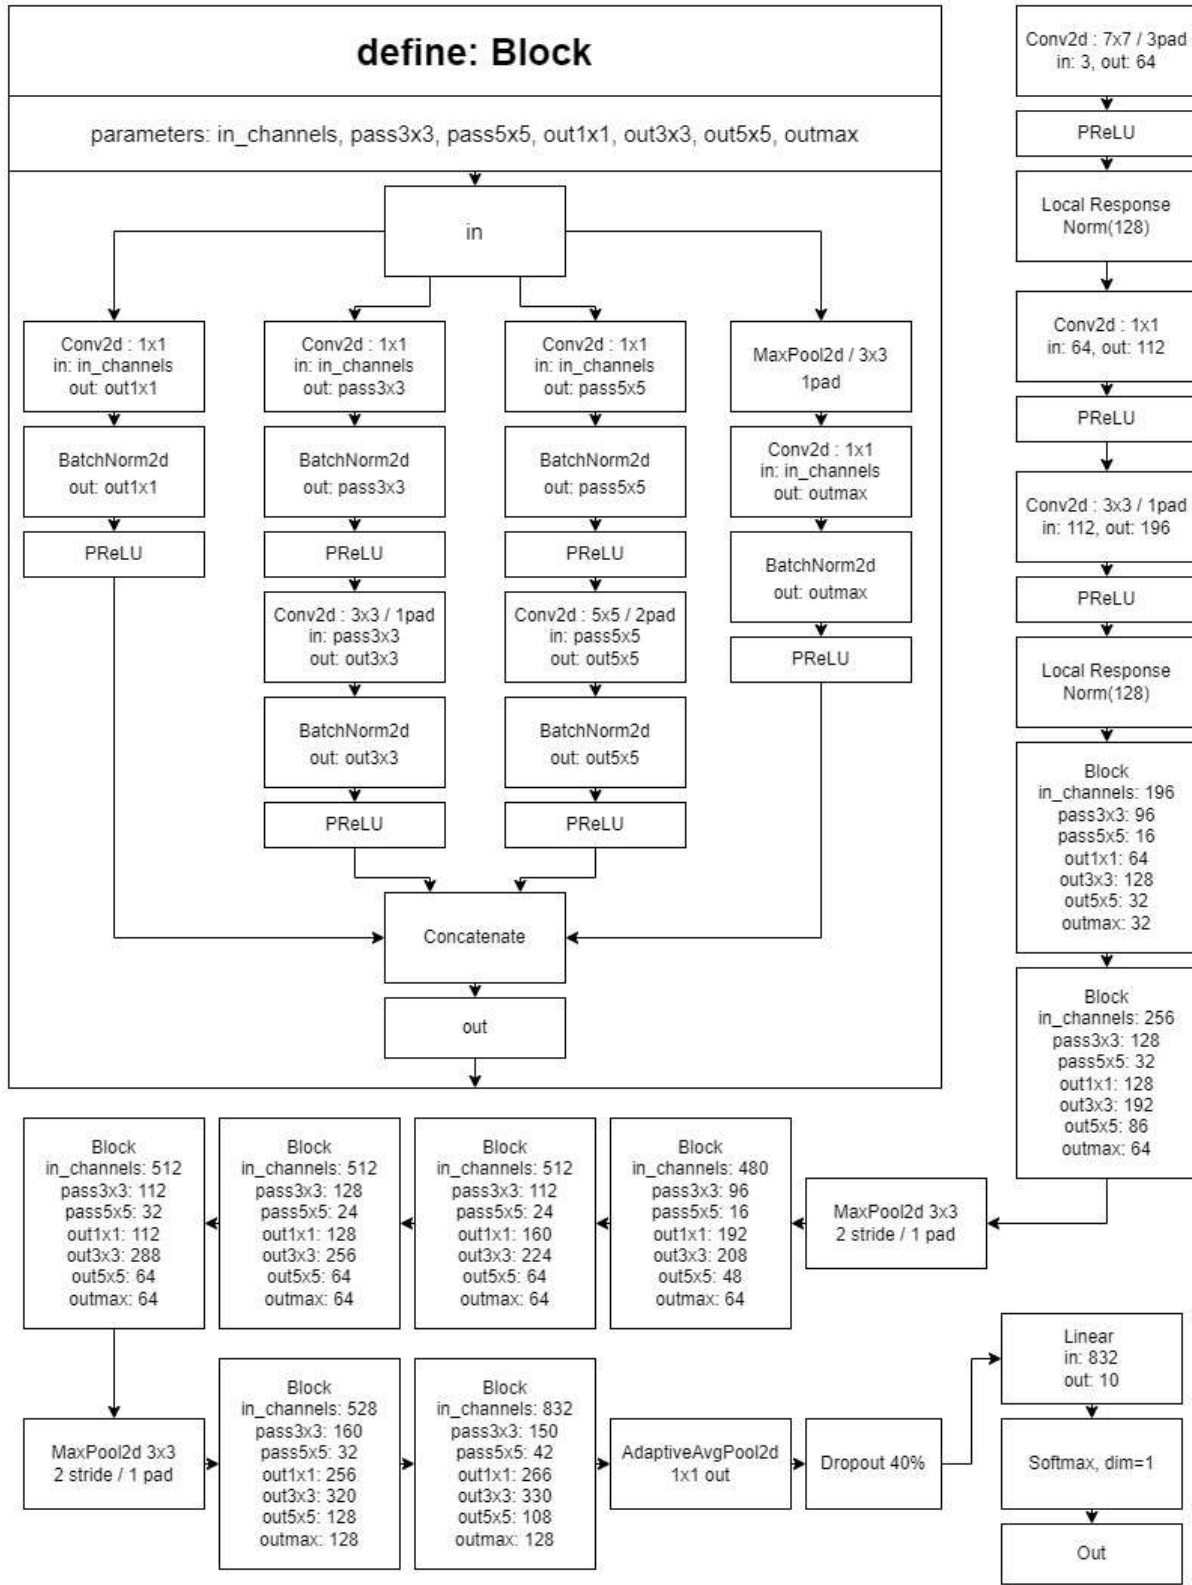 define: Block
parameters: in_channels, pass3x3, pass5x5, out1x1, out3x3, out5x5, outmax
in
Conv2d : 1x1
in: in_channels
out: out1x1
BatchNorm2d
out: out1x1
PReLU
Conv2d : 1x1
in: in_channels
out: pass3x3
BatchNorm2d
out: pass3x3
PReLU
Conv2d : 3x3 / 1pad
in: pass3x3
out: out3x3
BatchNorm2d
out: out3x3
PReLU
Conv2d : 1x1
in: in_channels
out: pass5x5
BatchNorm2d
out: pass5x5
PReLU
Conv2d : 5x5 / 2pad
in: pass5x5
out: out5x5
BatchNorm2d
out: out5x5
PReLU
MaxPool2d / 3x3
1pad
Conv2d : 1x1
in: in_channels
out: outmax
BatchNorm2d
out: outmax
PReLU
Concatenate
out
Conv2d : 7x7 / 3pad
in: 3, out: 64
PReLU
Local Response
Norm(128)
Conv2d : 1x1
in: 64, out: 112
PReLU
Conv2d : 3x3 / 1pad
in: 112, out: 196
PReLU
Local Response
Norm(128)
Block
in_channels: 196
pass3x3: 96
pass5x5: 16
out1x1: 64
out3x3: 128
out5x5: 32
outmax: 32
Block
in_channels: 256
pass3x3: 128
pass5x5: 32
out1x1: 128
out3x3: 192
out5x5: 86
outmax: 64
MaxPool2d 3x3
2 stride / 1 pad
Block
in_channels: 480
pass3x3: 96
pass5x5: 16
out1x1: 192
out3x3: 208
out5x5: 48
outmax: 64
Block
in_channels: 512
pass3x3: 112
pass5x5: 24
out1x1: 160
out3x3: 224
out5x5: 64
outmax: 64
Block
in_channels: 512
pass3x3: 128
pass5x5: 24
out1x1: 128
out3x3: 256
out5x5: 64
outmax: 64
Block
in_channels: 512
pass3x3: 112
pass5x5: 32
out1x1: 112
out3x3: 288
out5x5: 64
outmax: 64
MaxPool2d 3x3
2 stride / 1 pad
Block
in_channels: 528
pass3x3: 160
pass5x5: 32
out1x1: 256
out3x3: 320
out5x5: 128
outmax: 128
Block
in_channels: 832
pass3x3: 150
pass5x5: 42
out1x1: 266
out3x3: 330
out5x5: 108
outmax: 128
AdaptiveAvgPool2d
1x1 out
Dropout 40%
Linear
in: 832
out: 10
Softmax, dim=1
Out